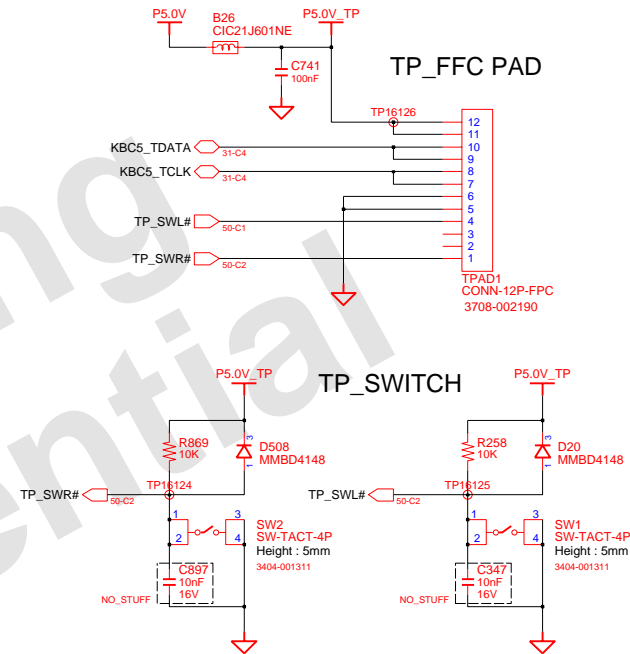 P5.0V
P5.0V_TP
B26
CIC21J601NE
C741
100nF
TP_FFC PAD
TP16126
12
11
KBC5_TDATA
31-C4
10
9
KBC5_TCLK
31-C4
8
7
6
5
TP_SWL#
50-C1
4
3
2
TP_SWR#
50-C2
1
TPAD1
CONN-12P-FPC
3708-002190
TP_SWITCH
P5.0V_TP
R869
10K
3
1
D508
MMBD4148
TP_SWR#
50-C2
TP16124
1
2
3
4
SW2
SW-TACT-4P
Height : 5mm
3404-001311
C897
10nF
16V
NO_STUFF
P5.0V_TP
R258
10K
3
1
D20
MMBD4148
TP_SWL#
50-C2
TP16125
1
2
3
4
SW1
SW-TACT-4P
Height : 5mm
3404-001311
C347
10nF
16V
NO_STUFF